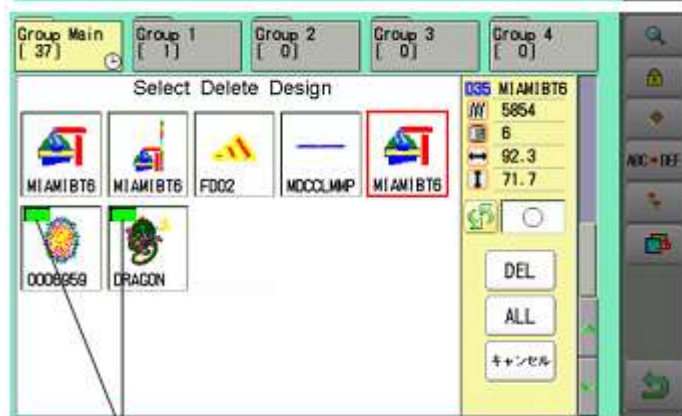 Group Main
[ 37]
Group 1
[ 1]
Group 2
[ 0]
Group 3
[ 0]
Group 4
[ 0]
Select Delete Design
035 MIAMIBT6
5854
6
92.3
71.7
MIAMIBT6
MIAMIBT6
FD02
MDCCLMMP
MIAMIBT6
0006959
DRAGON
DEL
ALL
キャンセル
ABC
DEF